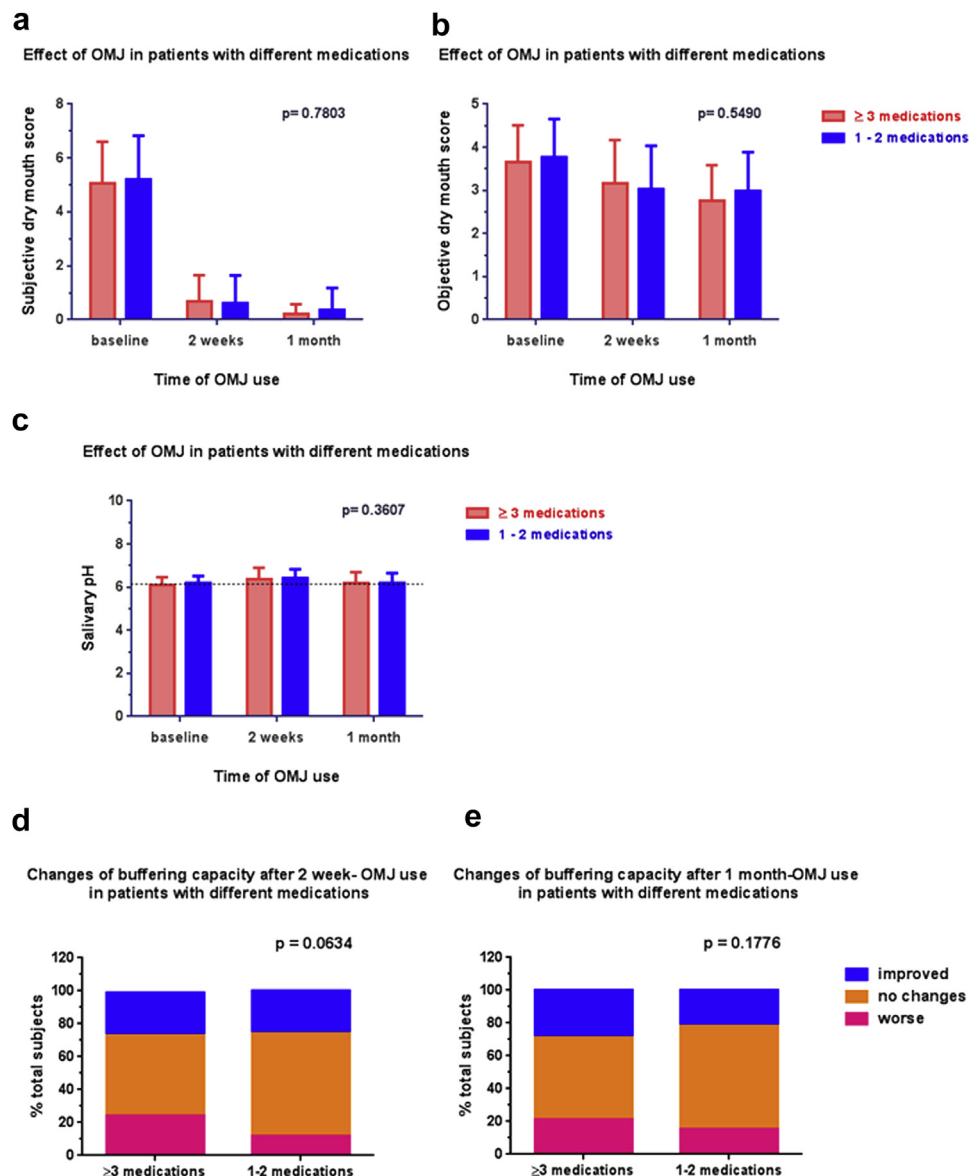 a
Effect of OMJ in patients with different medications
8
6
4
2
0
p= 0.7803
Subjective dry mouth score
baseline 2 weeks 1 month
Time of OMJ use
b
Effect of OMJ in patients with different medications
5
4
3
2
1
0
p= 0.5490
Objective dry mouth score
baseline 2 weeks 1 month
Time of OMJ use
≥ 3 medications
1 - 2 medications
c
Effect of OMJ in patients with different medications
10
8
6
4
2
0
p= 0.3607
Salivary pH
baseline 2 weeks 1 month
Time of OMJ use
≥ 3 medications
1 - 2 medications
d
Changes of buffering capacity after 2 week- OMJ use
in patients with different medications
p = 0.0634
120
100
80
60
40
20
0
% total subjects
≥3 medications 1-2 medications
e
Changes of buffering capacity after 1 month-OMJ use
in patients with different medications
p = 0.1776
120
100
80
60
40
20
0
% total subjects
≥3 medications 1-2 medications
improved
no changes
worse